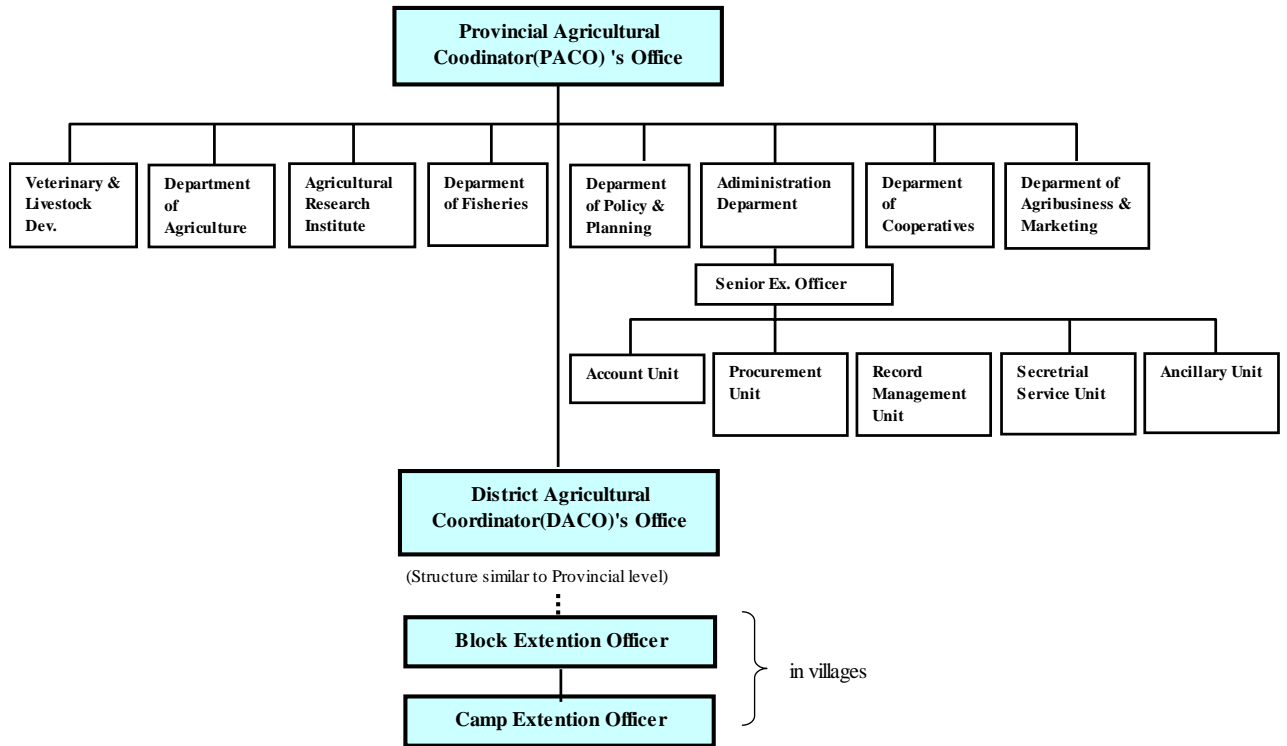 Provincial Agricultural
Coodinator(PACO) 's Office
Veterinary &
Livestock
Dev.
Department
of
Agriculture
Agricultural
Research
Institute
Deparment
of Fisheries
Deparment
of Policy &
Planning
Adiministration
Deparment
Deparment
of
Cooperatives
Deparment of
Agribusiness &
Marketing
Senior Ex. Officer
Account Unit
Procurement
Unit
Record
Management
Unit
Secretrial
Service Unit
Ancillary Unit
District Agricultural
Coordinator(DACO)'s Office
(Structure similar to Provincial level)
Block Extention Officer
in villages
Camp Extention Officer